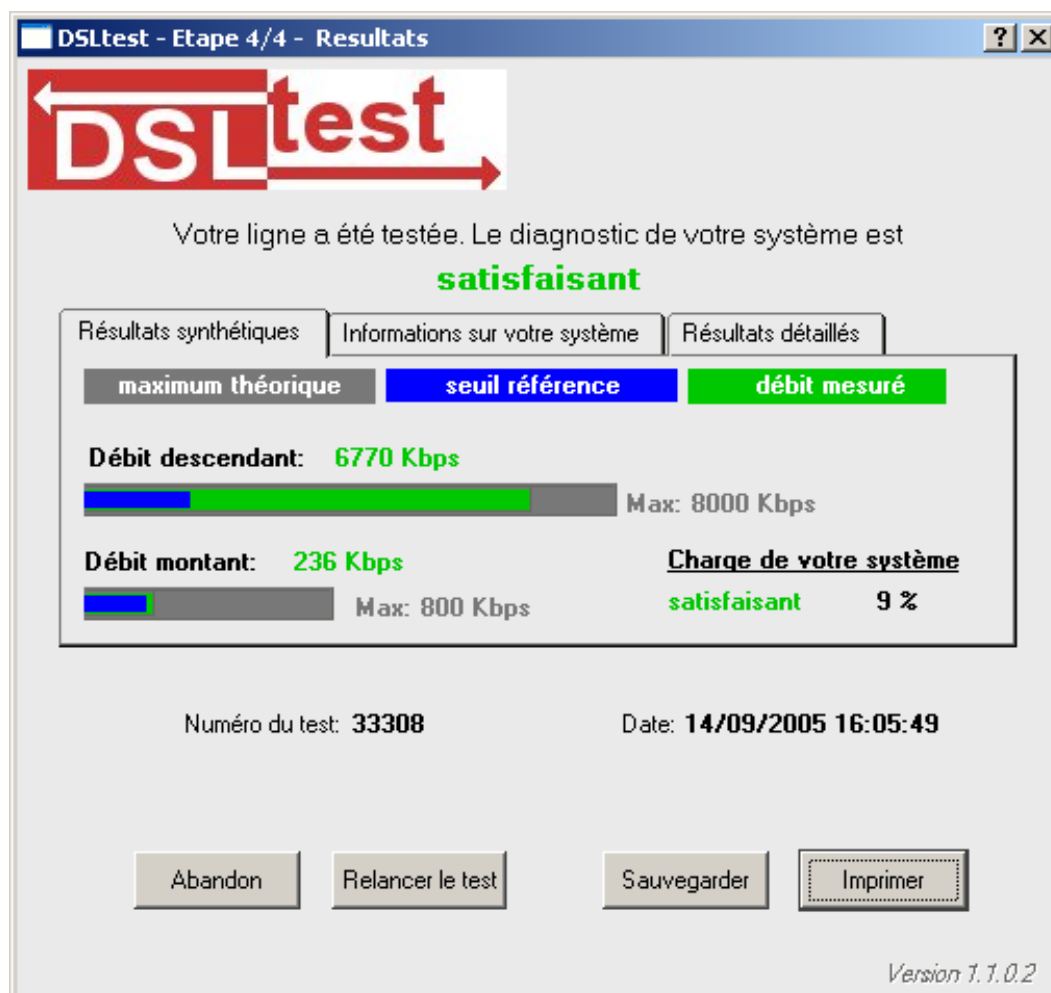 DSLtest - Etape 4/4 - Resultats
DSLtest
Votre ligne a été testée. Le diagnostic de votre système est
satisfaisant
Résultats synthétiques Informations sur votre système Résultats détaillés
maximum théorique seuil référence débit mesuré
Débit descendant: 6770 Kbps
Max: 8000 Kbps
Débit montant: 236 Kbps Charge de votre système
Max: 800 Kbps satisfaisant 9 %
Numéro du test: 33308 Date: 14/09/2005 16:05:49
Abandon Relancer le test Sauvegarder Imprimer
Version 1.1.0.2